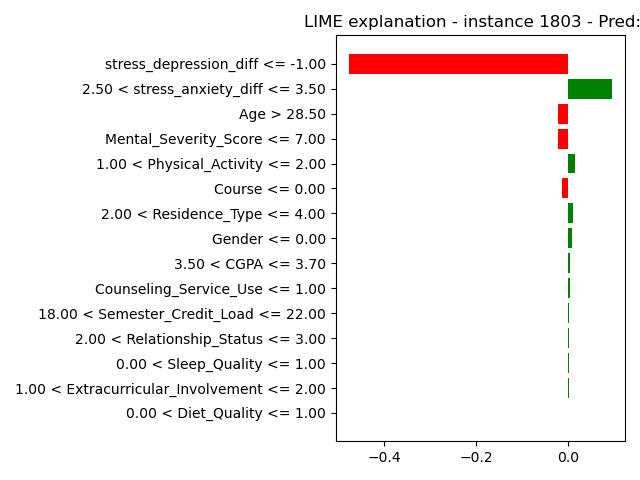 LIME explanation - instance 1803 - Pred:
stress_depression_diff <= -1.00
2.50 < stress_anxiety_diff <= 3.50
Age > 28.50
Mental_Severity_Score <= 7.00
1.00 < Physical_Activity <= 2.00
Course <= 0.00
2.00 < Residence_Type <= 4.00
Gender <= 0.00
3.50 < CGPA <= 3.70
Counseling_Service_Use <= 1.00
18.00 < Semester_Credit_Load <= 22.00
2.00 < Relationship_Status <= 3.00
0.00 < Sleep_Quality <= 1.00
1.00 < Extracurricular_Involvement <= 2.00
0.00 < Diet_Quality <= 1.00
−0.4 −0.2 0.0